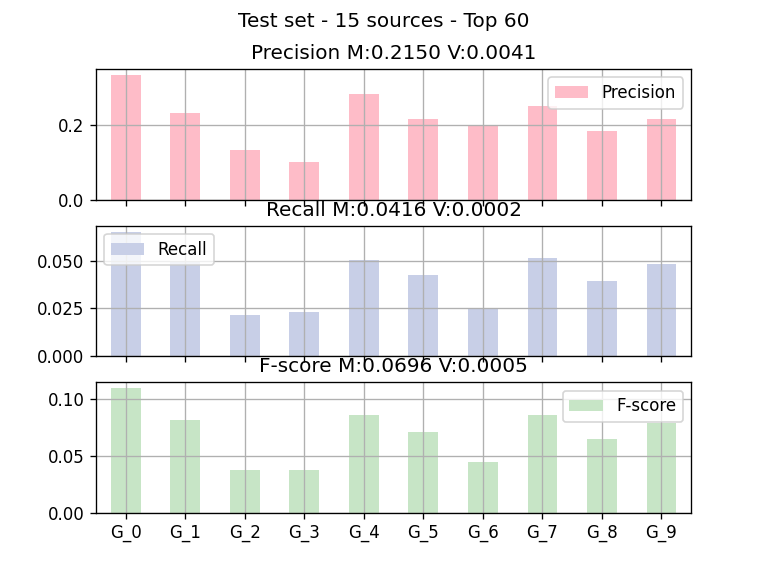 Test set - 15 sources - Top 60
Precision M:0.2150 V:0.0041
0.2
0.0
Precision
Recall M:0.0416 V:0.0002
0.050
0.025
0.000
Recall
F-score M:0.0696 V:0.0005
0.10
0.05
0.00
F-score
G_0 G_1 G_2 G_3 G_4 G_5 G_6 G_7 G_8 G_9